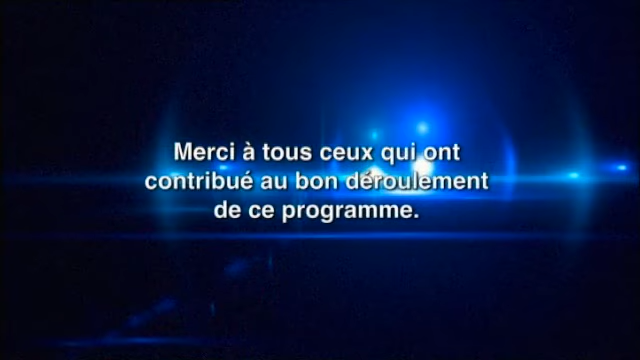 Merci à tous ceux qui ont
contribué au bon déroulement
de ce programme.